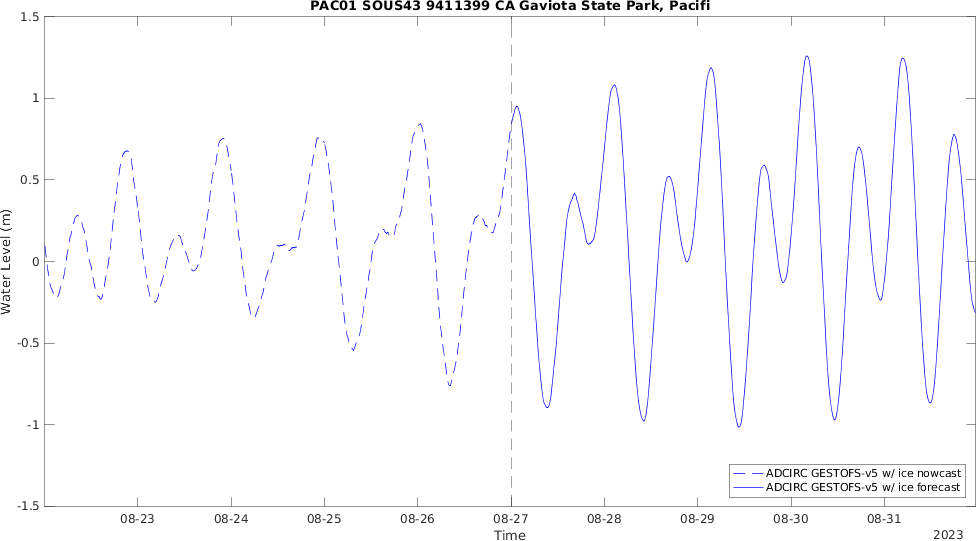 PAC01 SOUS43 9411399 CA Gaviota State Park, Pacifi
1.5
1
0.5
0
-0.5
-1
-1.5
Water Level (m)
08-23 08-24 08-25 08-26 08-27 08-28 08-29 08-30 08-31
Time
2023
ADCIRC GESTOFS-v5 w/ ice nowcast
ADCIRC GESTOFS-v5 w/ ice forecast